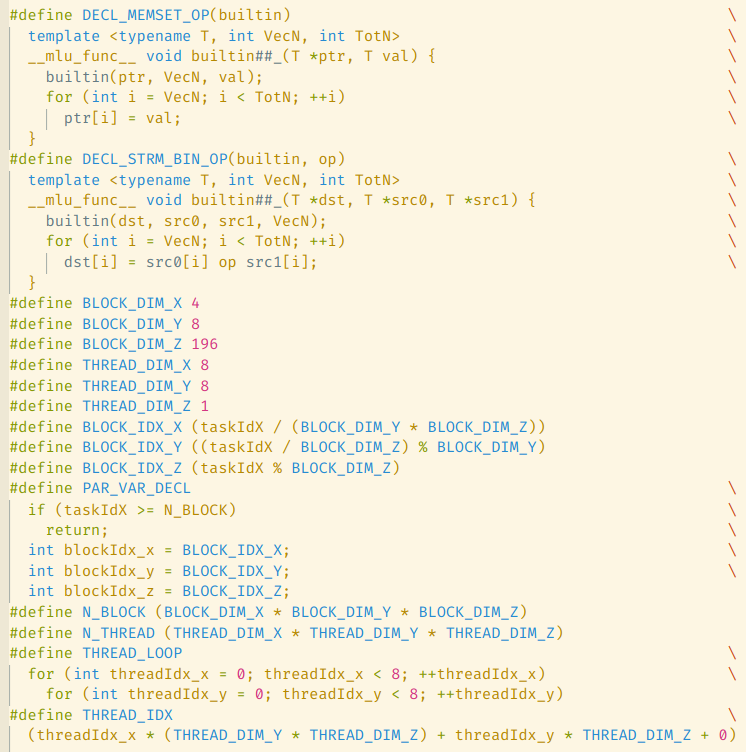 #define DECL_MEMSET_OP(builtin) \
  template <typename T, int VecN, int TotN> \
  __mlu_func__ void builtin##_(T *ptr, T val) { \
    builtin(ptr, VecN, val); \
    for (int i = VecN; i < TotN; ++i) \
      ptr[i] = val; \
  }
#define DECL_STRM_BIN_OP(builtin, op) \
  template <typename T, int VecN, int TotN> \
  __mlu_func__ void builtin##_(T *dst, T *src0, T *src1) { \
    builtin(dst, src0, src1, VecN); \
    for (int i = VecN; i < TotN; ++i) \
      dst[i] = src0[i] op src1[i]; \
  }
#define BLOCK_DIM_X 4
#define BLOCK_DIM_Y 8
#define BLOCK_DIM_Z 196
#define THREAD_DIM_X 8
#define THREAD_DIM_Y 8
#define THREAD_DIM_Z 1
#define BLOCK_IDX_X (taskIdX / (BLOCK_DIM_Y * BLOCK_DIM_Z))
#define BLOCK_IDX_Y ((taskIdX / BLOCK_DIM_Z) % BLOCK_DIM_Y)
#define BLOCK_IDX_Z (taskIdX % BLOCK_DIM_Z)
#define PAR_VAR_DECL \
  if (taskIdX >= N_BLOCK) \
    return; \
  int blockIdx_x = BLOCK_IDX_X; \
  int blockIdx_y = BLOCK_IDX_Y; \
  int blockIdx_z = BLOCK_IDX_Z;
#define N_BLOCK (BLOCK_DIM_X * BLOCK_DIM_Y * BLOCK_DIM_Z)
#define N_THREAD (THREAD_DIM_X * THREAD_DIM_Y * THREAD_DIM_Z)
#define THREAD_LOOP \
  for (int threadIdx_x = 0; threadIdx_x < 8; ++threadIdx_x) \
    for (int threadIdx_y = 0; threadIdx_y < 8; ++threadIdx_y)
#define THREAD_IDX \
  (threadIdx_x * (THREAD_DIM_Y * THREAD_DIM_Z) + threadIdx_y * THREAD_DIM_Z + 0)